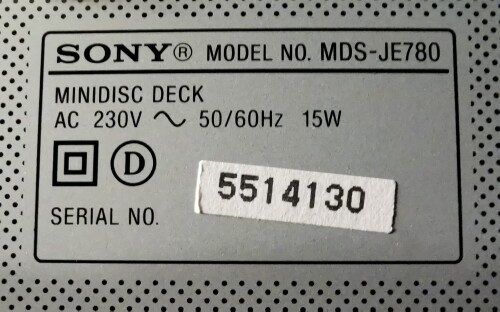 SONY® MODEL NO. MDS-JE780
MINIDISC DECK
AC 230V ~ 50/60Hz 15W
D
5514130
SERIAL NO.